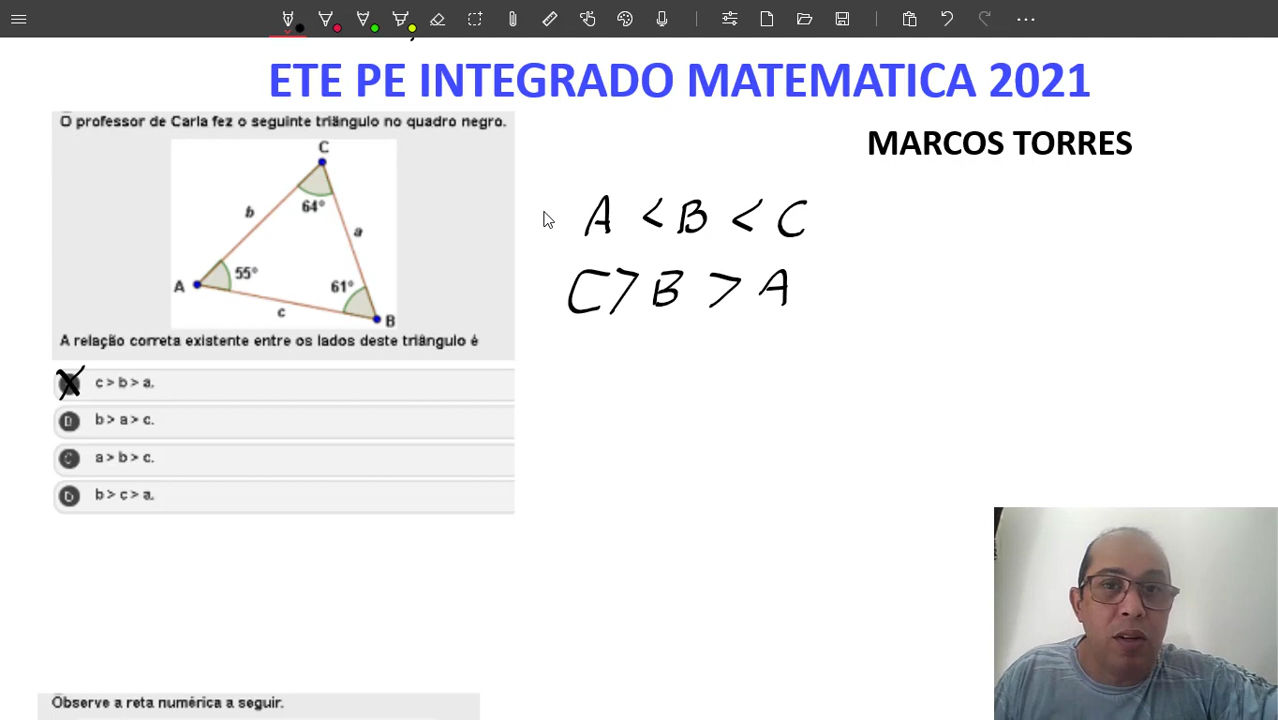 ETE PE INTEGRADO MATEMATICA 2021
MARCOS TORRES
O professor de Carla fez o seguinte triângulo no quadro negro.
C
64°
b
a
A
55°
61°
c
B
A relação correta existente entre os lados deste triângulo é
c > b > a.
D b > a > c.
C a > b > c.
D b > c > a.
A < B < C
C > B > A
Observe a reta numérica a seguir.